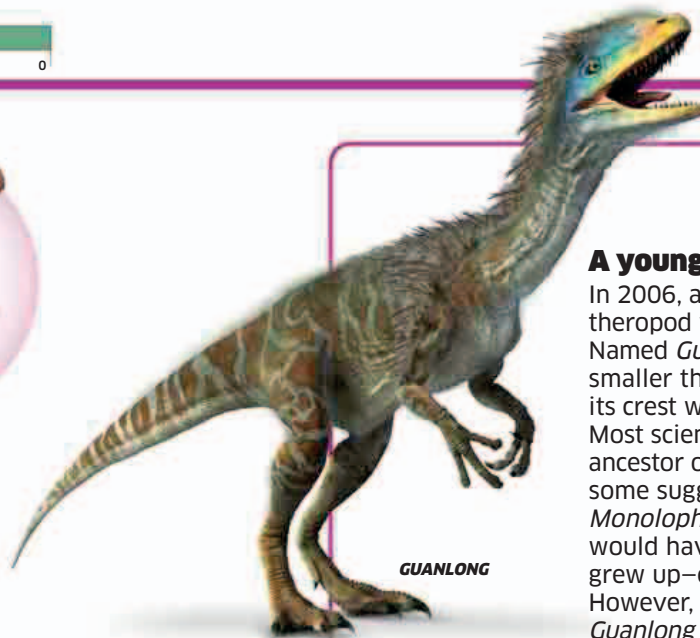 0
A young
In 2006, a
theropod
Named Gu
smaller th
its crest w
Most scien
ancestor o
some sugg
Monoloph
would hav
grew up—
However,
Guanlong
GUANLONG